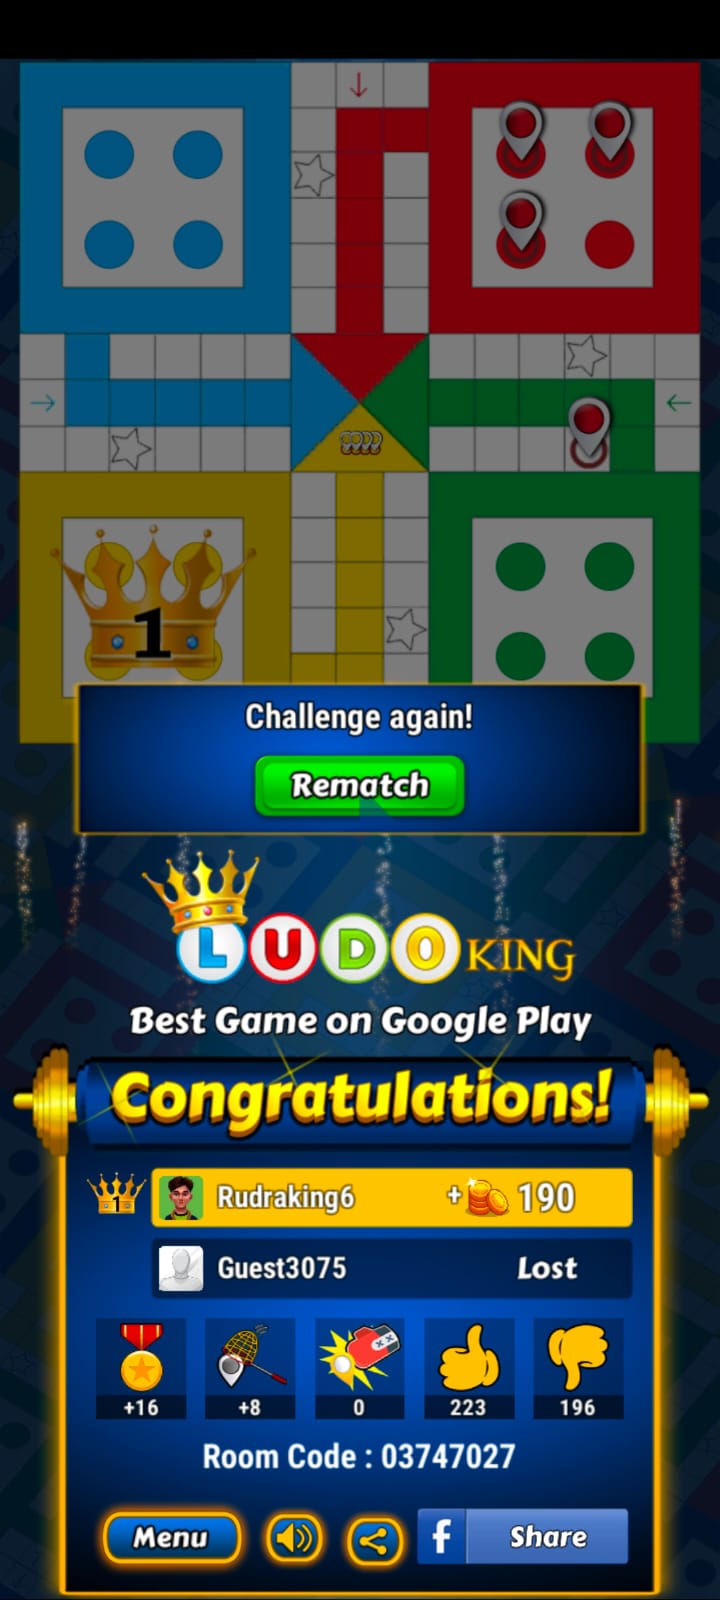 1
Challenge again!
Rematch
LUDO KING
Best Game on Google Play
Congratulations!
1 Rudraking6 + 190
Guest3075 Lost
+16 +8 0 223 196
Room Code : 03747027
Menu f Share